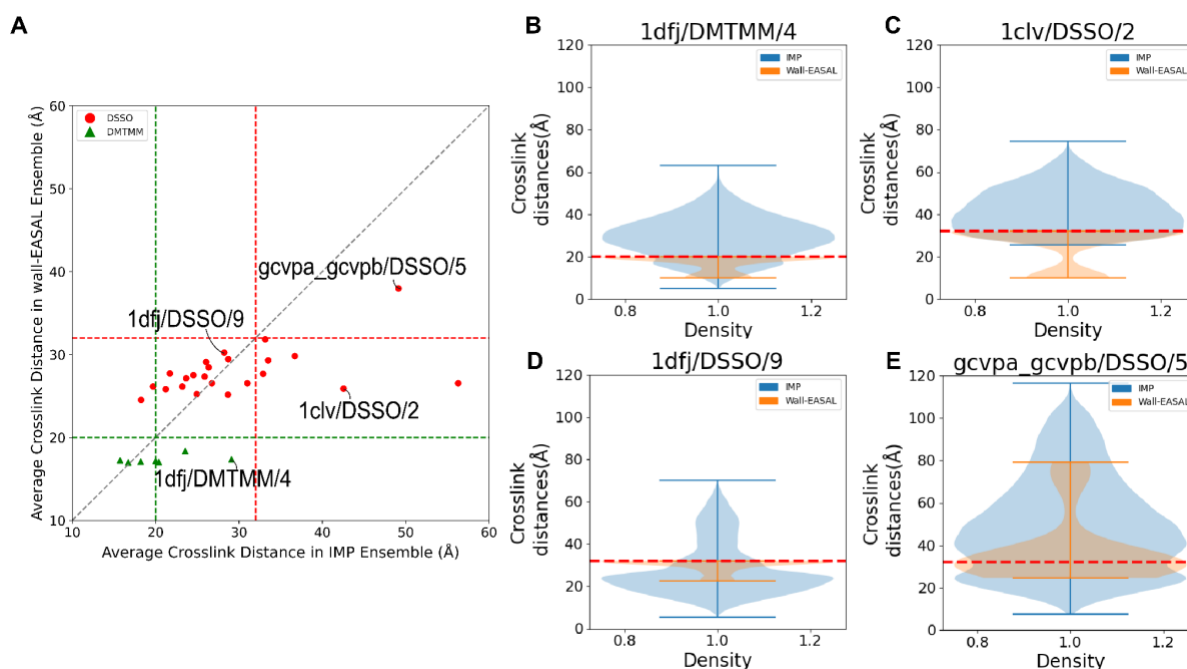 A
Average Crosslink Distance in wall-EASAL Ensemble (Å)
60
50
40
30
20
10
DSSO
DMTMM
gcvpa_gcvpb/DSSO/5
1dfj/DSSO/9
1clv/DSSO/2
1dfj/DMTMM/4
10 20 30 40 50 60
Average Crosslink Distance in IMP Ensemble (Å)
B
1dfj/DMTMM/4
Crosslink
distances(Å)
120
100
80
60
40
20
0
IMP
Wall-EASAL
0.8 1.0 1.2
Density
C
1clv/DSSO/2
Crosslink
distances(Å)
120
100
80
60
40
20
0
IMP
Wall-EASAL
0.8 1.0 1.2
Density
D
1dfj/DSSO/9
Crosslink
distances(Å)
120
100
80
60
40
20
0
IMP
Wall-EASAL
0.8 1.0 1.2
Density
E
gcvpa_gcvpb/DSSO/5
Crosslink
distances(Å)
120
100
80
60
40
20
0
IMP
Wall-EASAL
0.8 1.0 1.2
Density